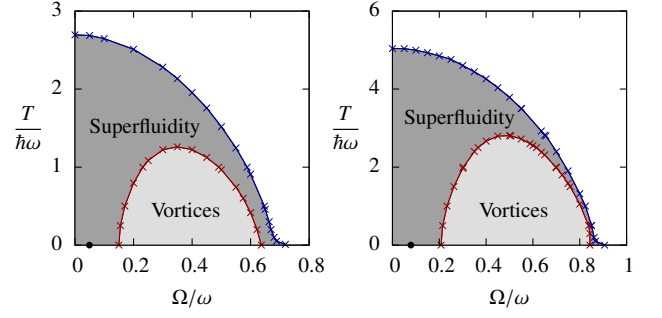 3
2
1
0
T
ħω
Superfluidity
Vortices
0 0.2 0.4 0.6 0.8
Ω/ω
6
4
2
0
T
ħω
Superfluidity
Vortices
0 0.2 0.4 0.6 0.8 1
Ω/ω